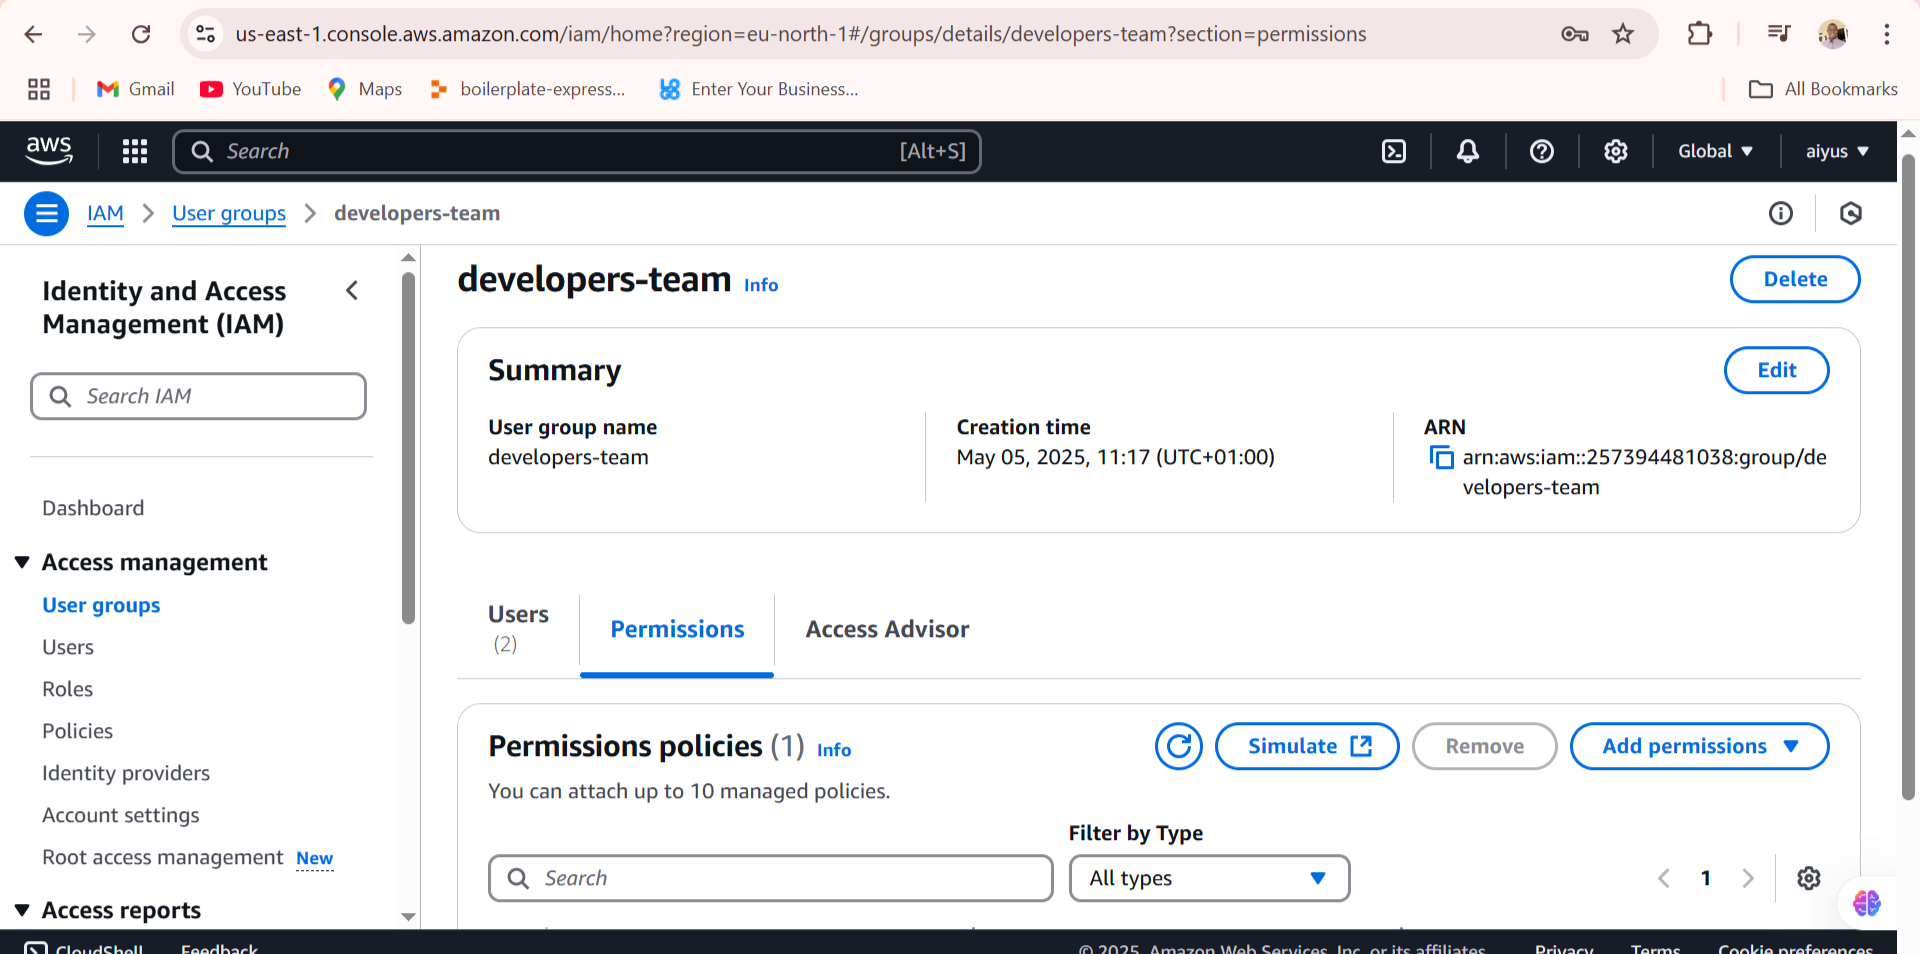 us-east-1.console.aws.amazon.com/iam/home?region=eu-north-1#/groups/details/developers-team?section=permissions
Gmail YouTube Maps boilerplate-express... Enter Your Business... All Bookmarks
aws Search [Alt+S] Global aiyus
IAM User groups developers-team
Identity and Access
Management (IAM)
Search IAM
Dashboard
Access management
User groups
Users
Roles
Policies
Identity providers
Account settings
Root access management New
Access reports
developers-team Info Delete
Summary Edit
User group name
developers-team
Creation time
May 05, 2025, 11:17 (UTC+01:00)
ARN
arn:aws:iam::257394481038:group/de
velopers-team
Users
(2)
Permissions
Access Advisor
Permissions policies (1) Info Simulate Remove Add permissions
You can attach up to 10 managed policies.
Filter by Type
Search All types 1
CloudShell Feedback © 2025, Amazon Web Services, Inc. or its affiliates. Privacy Terms Cookie preferences